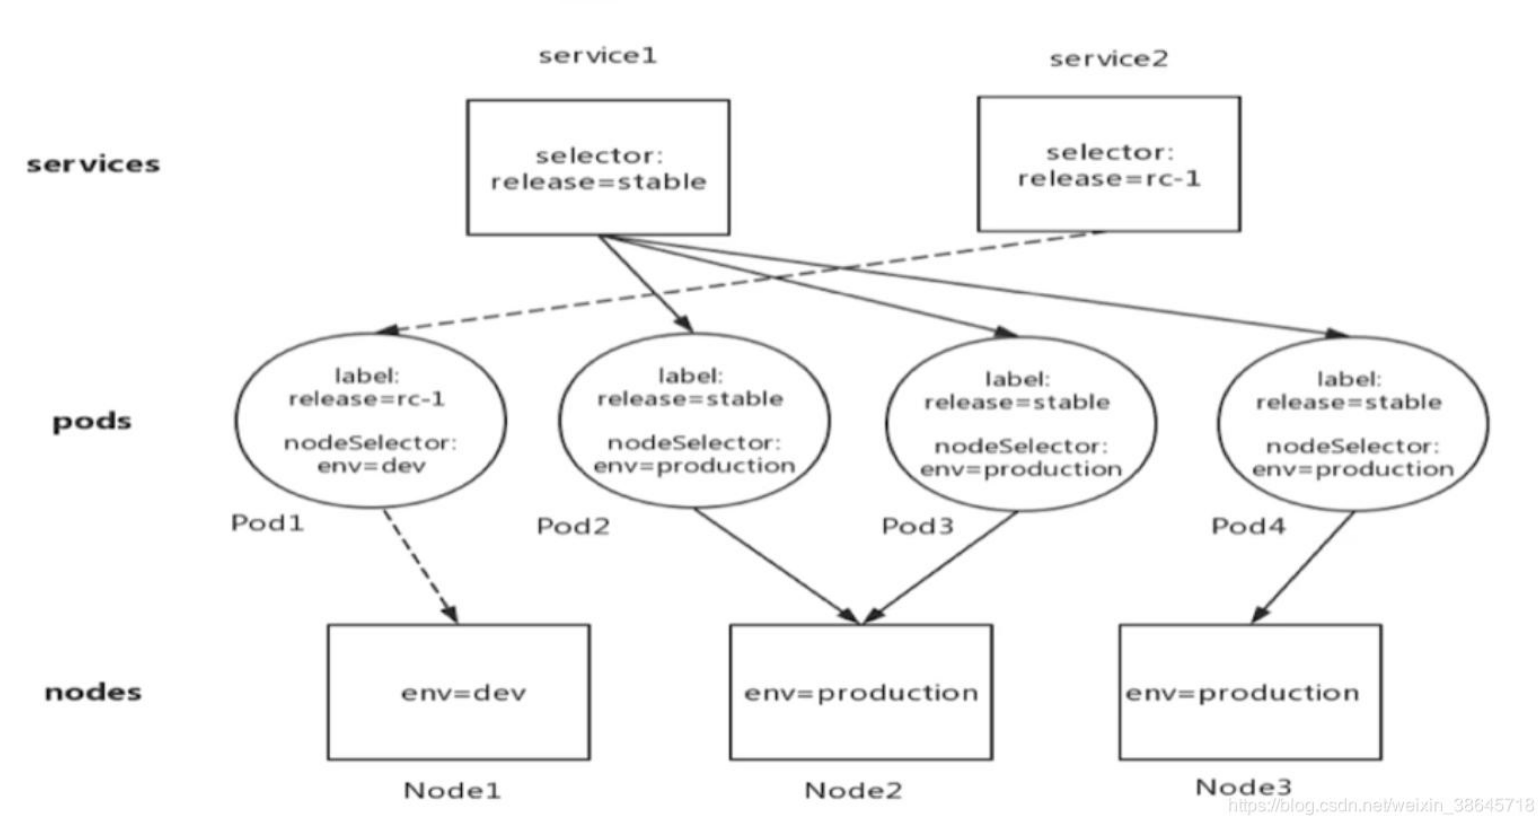 service1
service2
services
selector:
release=stable
selector:
release=rc-1
pods
label:
release=rc-1
nodeSelector:
env=dev
Pod1
label:
release=stable
nodeSelector:
env=production
Pod2
label:
release=stable
nodeSelector:
env=production
Pod3
label:
release=stable
nodeSelector:
env=production
Pod4
nodes
env=dev
Node1
env=production
Node2
env=production
Node3
https://blog.csdn.net/weixin_38645718